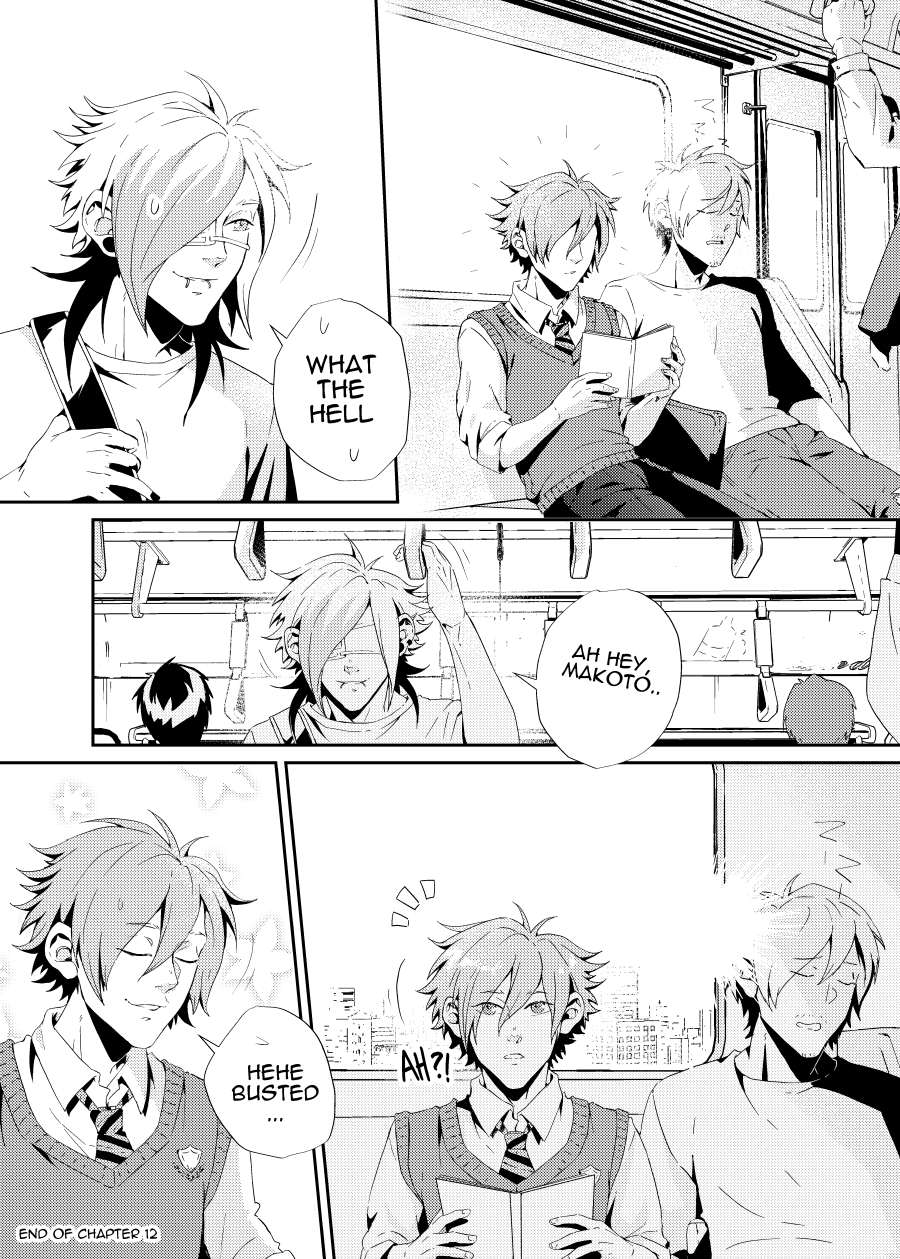 WHAT
THE
HELL
AH HEY,
MAKOTO..
AH?!
HEHE
BUSTED
...
END OF CHAPTER 12